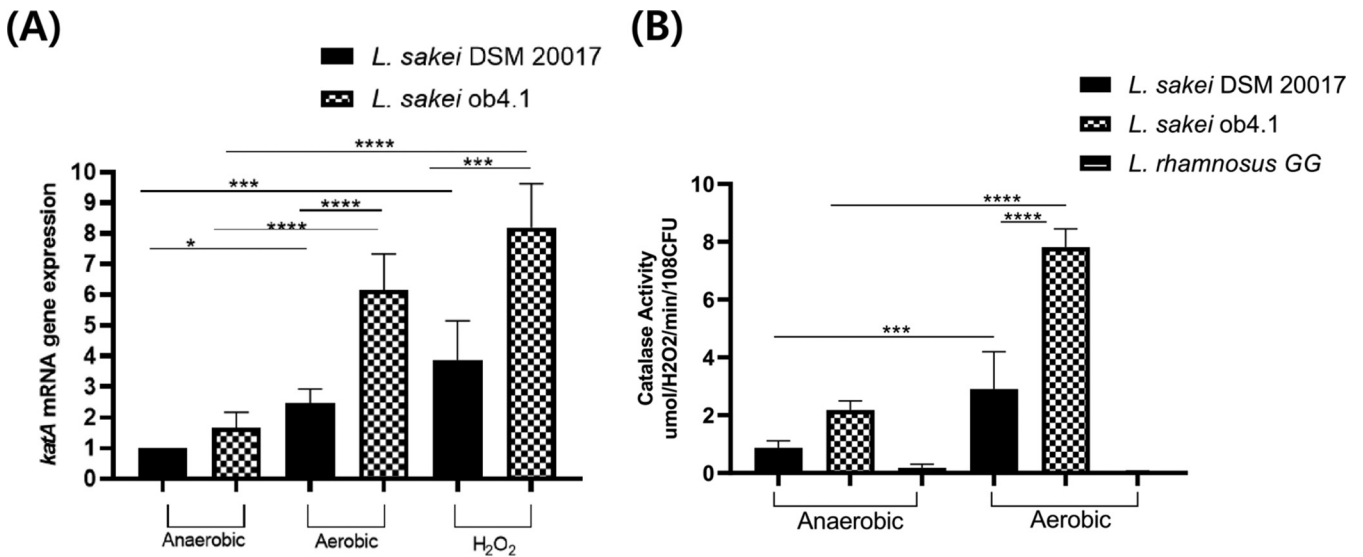 (A)
L. sakei DSM 20017
L. sakei ob4.1
****
***
***
****
****
*
katA mRNA gene expression
10
9
8
7
6
5
4
3
2
1
0
Anaerobic
Aerobic
H₂O₂
(B)
L. sakei DSM 20017
L. sakei ob4.1
L. rhamnosus GG
****
****
***
Catalase Activity
umol/H2O2/min/108CFU
10
8
6
4
2
0
Anaerobic
Aerobic